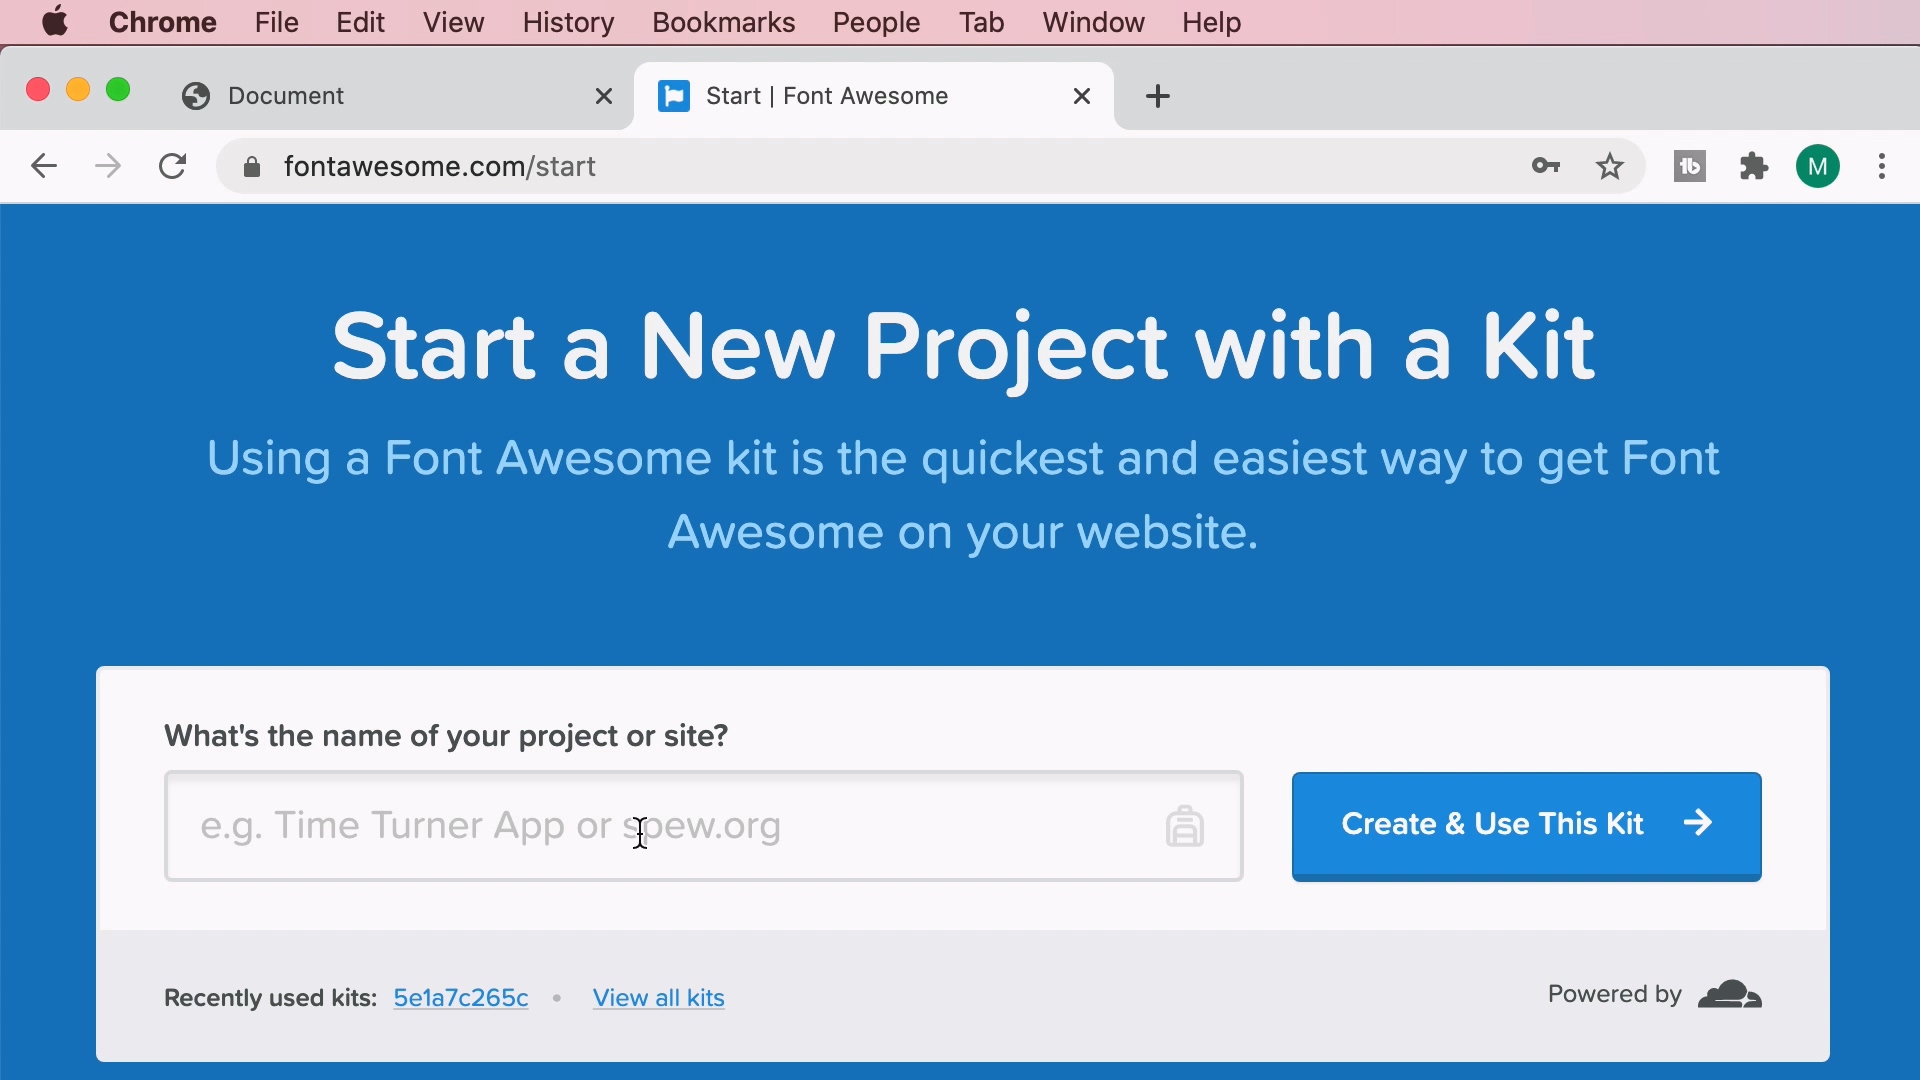 Chrome File Edit View History Bookmarks People Tab Window Help
Document Start | Font Awesome
fontawesome.com/start
M
Start a New Project with a Kit
Using a Font Awesome kit is the quickest and easiest way to get Font
Awesome on your website.
What's the name of your project or site?
e.g. Time Turner App or spew.org
Create & Use This Kit
Recently used kits: 5e1a7c265c • View all kits
Powered by